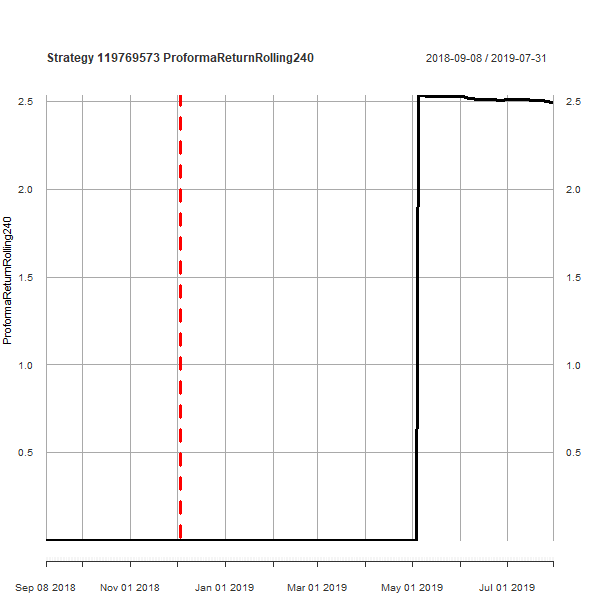 Strategy 119769573 ProformaReturnRolling240
2018-09-08 / 2019-07-31
ProformaReturnRolling240
2.5
2.0
1.5
1.0
0.5
2.5
2.0
1.5
1.0
0.5
Sep 08 2018
Nov 01 2018
Jan 01 2019
Mar 01 2019
May 01 2019
Jul 01 2019